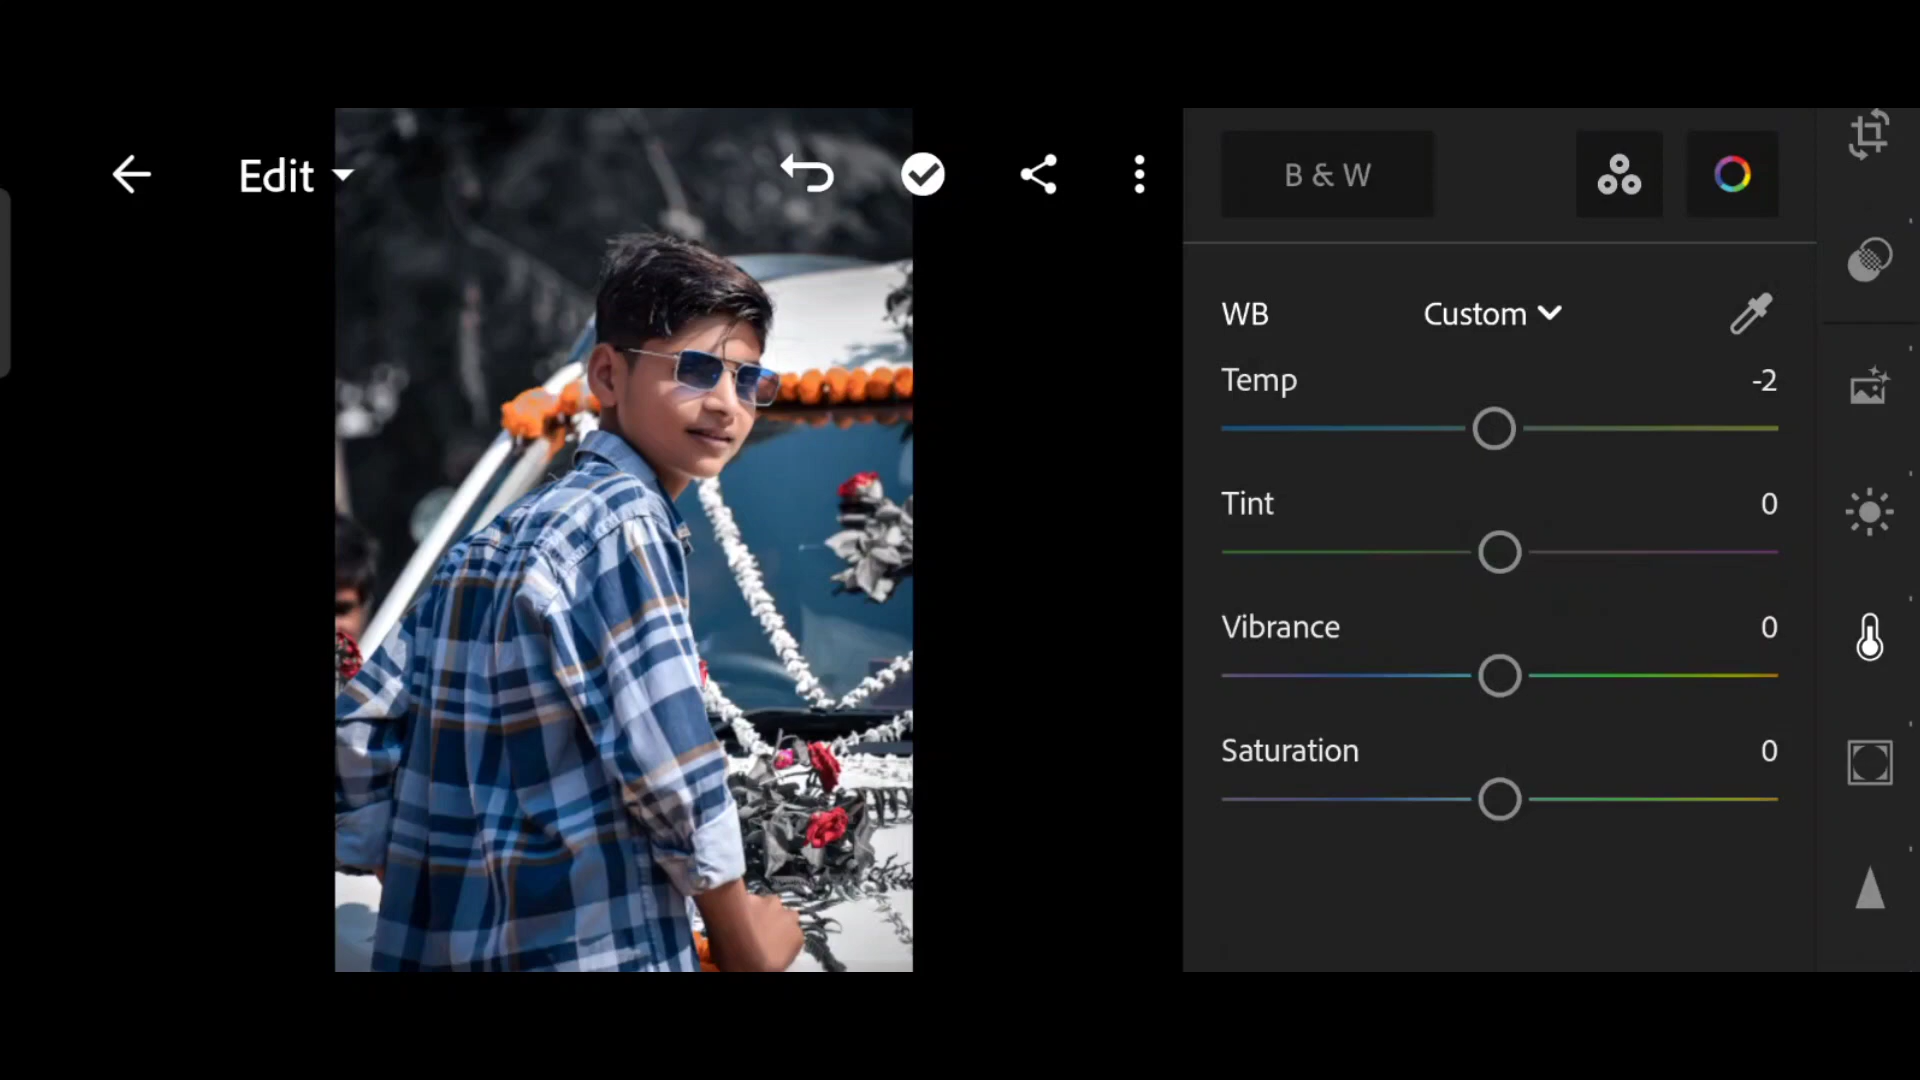 Edit
B & W
WB Custom
Temp -2
Tint 0
Vibrance 0
Saturation 0